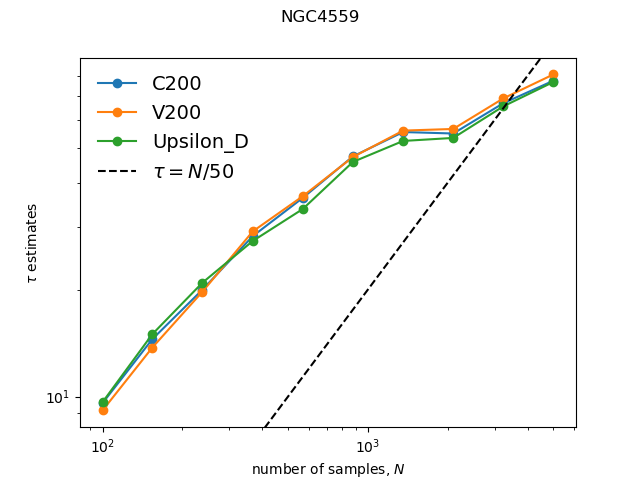 NGC4559
C200
V200
Upsilon_D
τ = N/50
τ estimates
10¹
10² 10³
number of samples, N